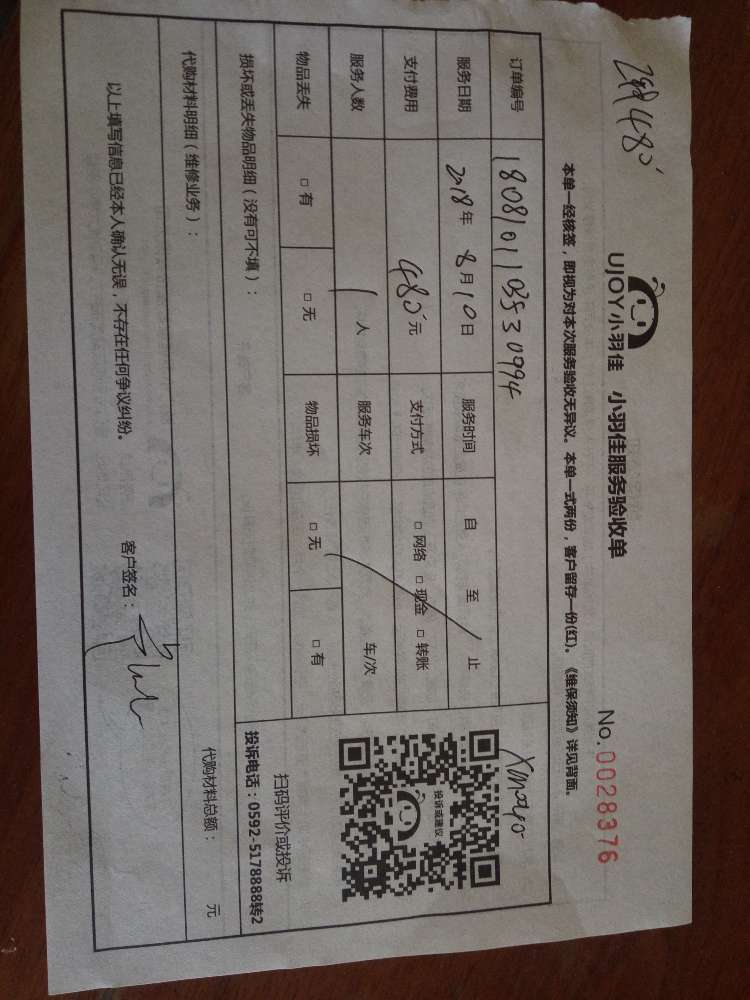 298480
UJOY小羽佳 小羽佳服务验收单
No. 0028376
本单一经核签，即视为对本次服务验收无异议。本单一式两份，客户留存一份(红)。《维保须知》详见背面。
订单编号 180810110353 0994
服务日期 2018年 8月10日 服务时间 自 至 止
支付费用 480元 支付方式 □ 网络 □ 现金 □ 转账
服务人数 1人 服务车次 车/次
物品丢失 □ 有 □ 无 物品损坏 □ 无 □ 有
投诉或建议
扫码评价或投诉
投诉电话：0592-5178888转2
损坏或丢失物品明细（没有可不填）：
代购材料明细（维修业务）： 代购材料总额： 元
以上填写信息已经本人确认无误，不存在任何争议纠纷。 客户签名：